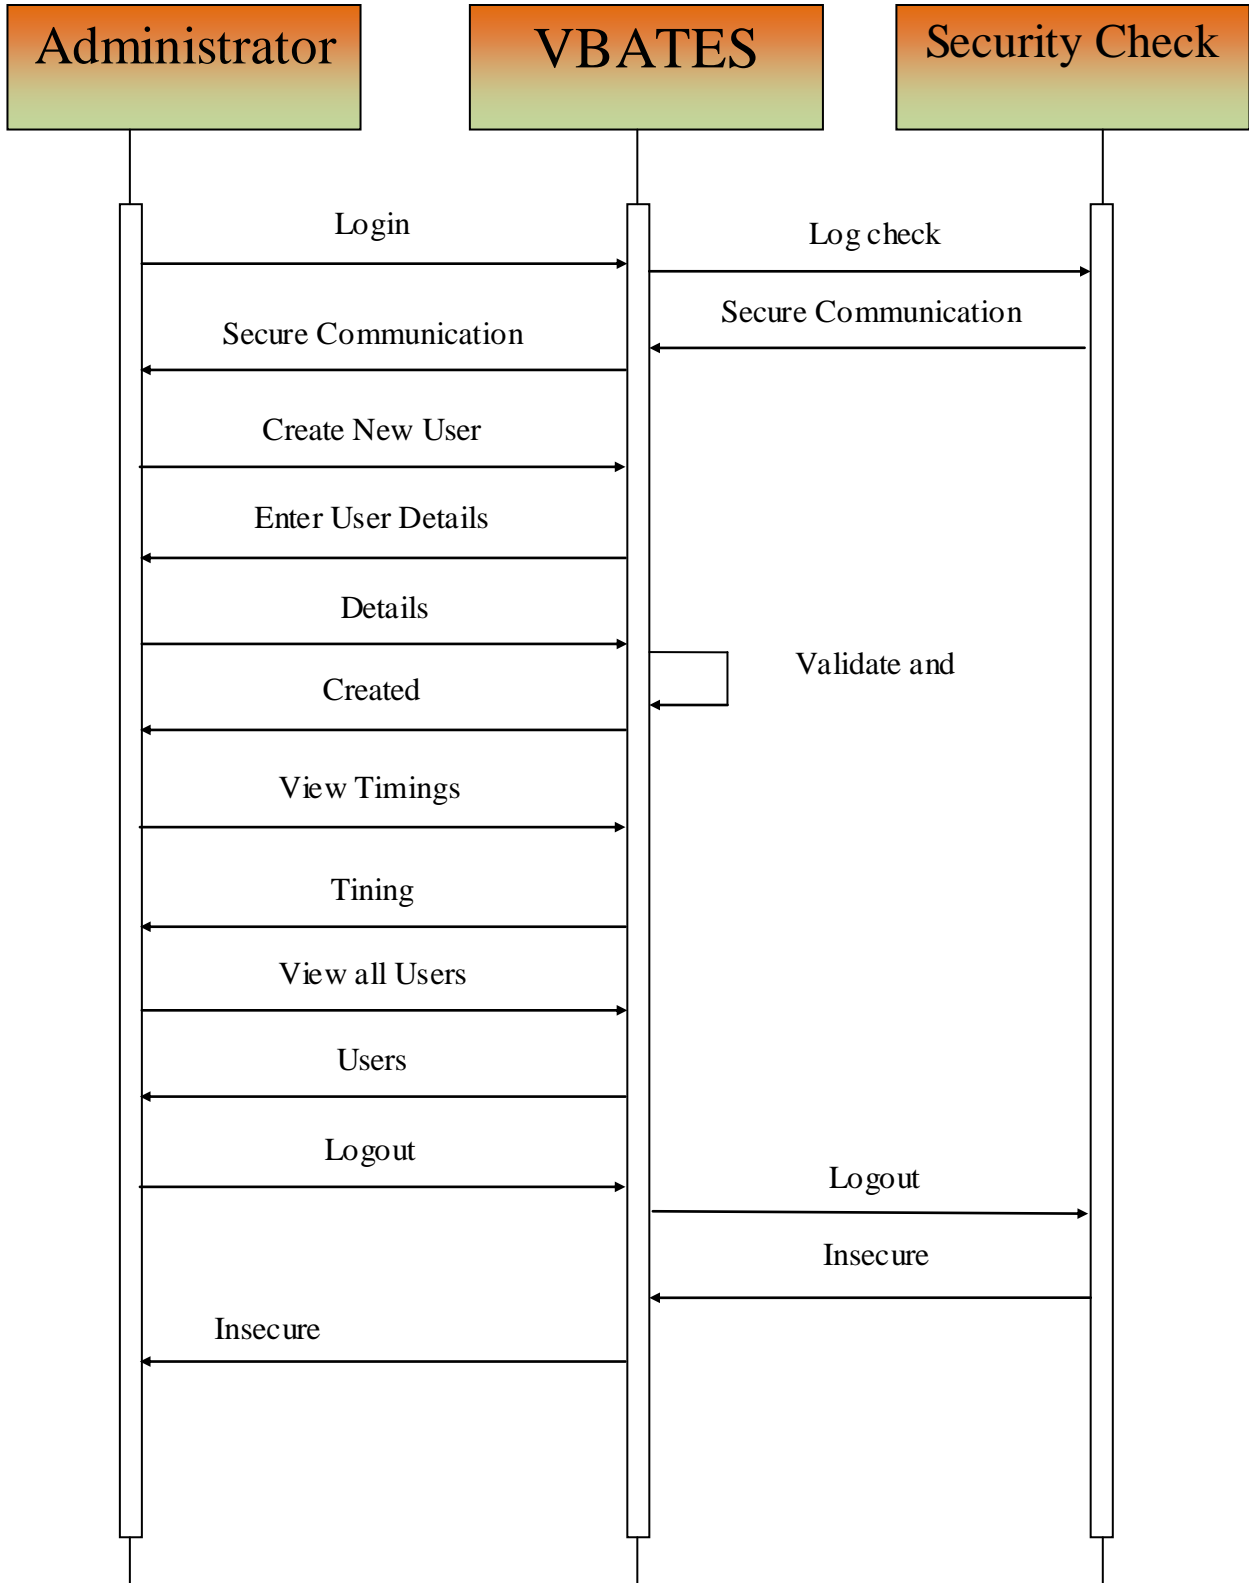 Administrator
VBATES
Security Check
Login
Log check
Secure Communication
Secure Communication
Create New User
Enter User Details
Details
Validate and
Created
View Timings
Tining
View all Users
Users
Logout
Logout
Insecure
Insecure